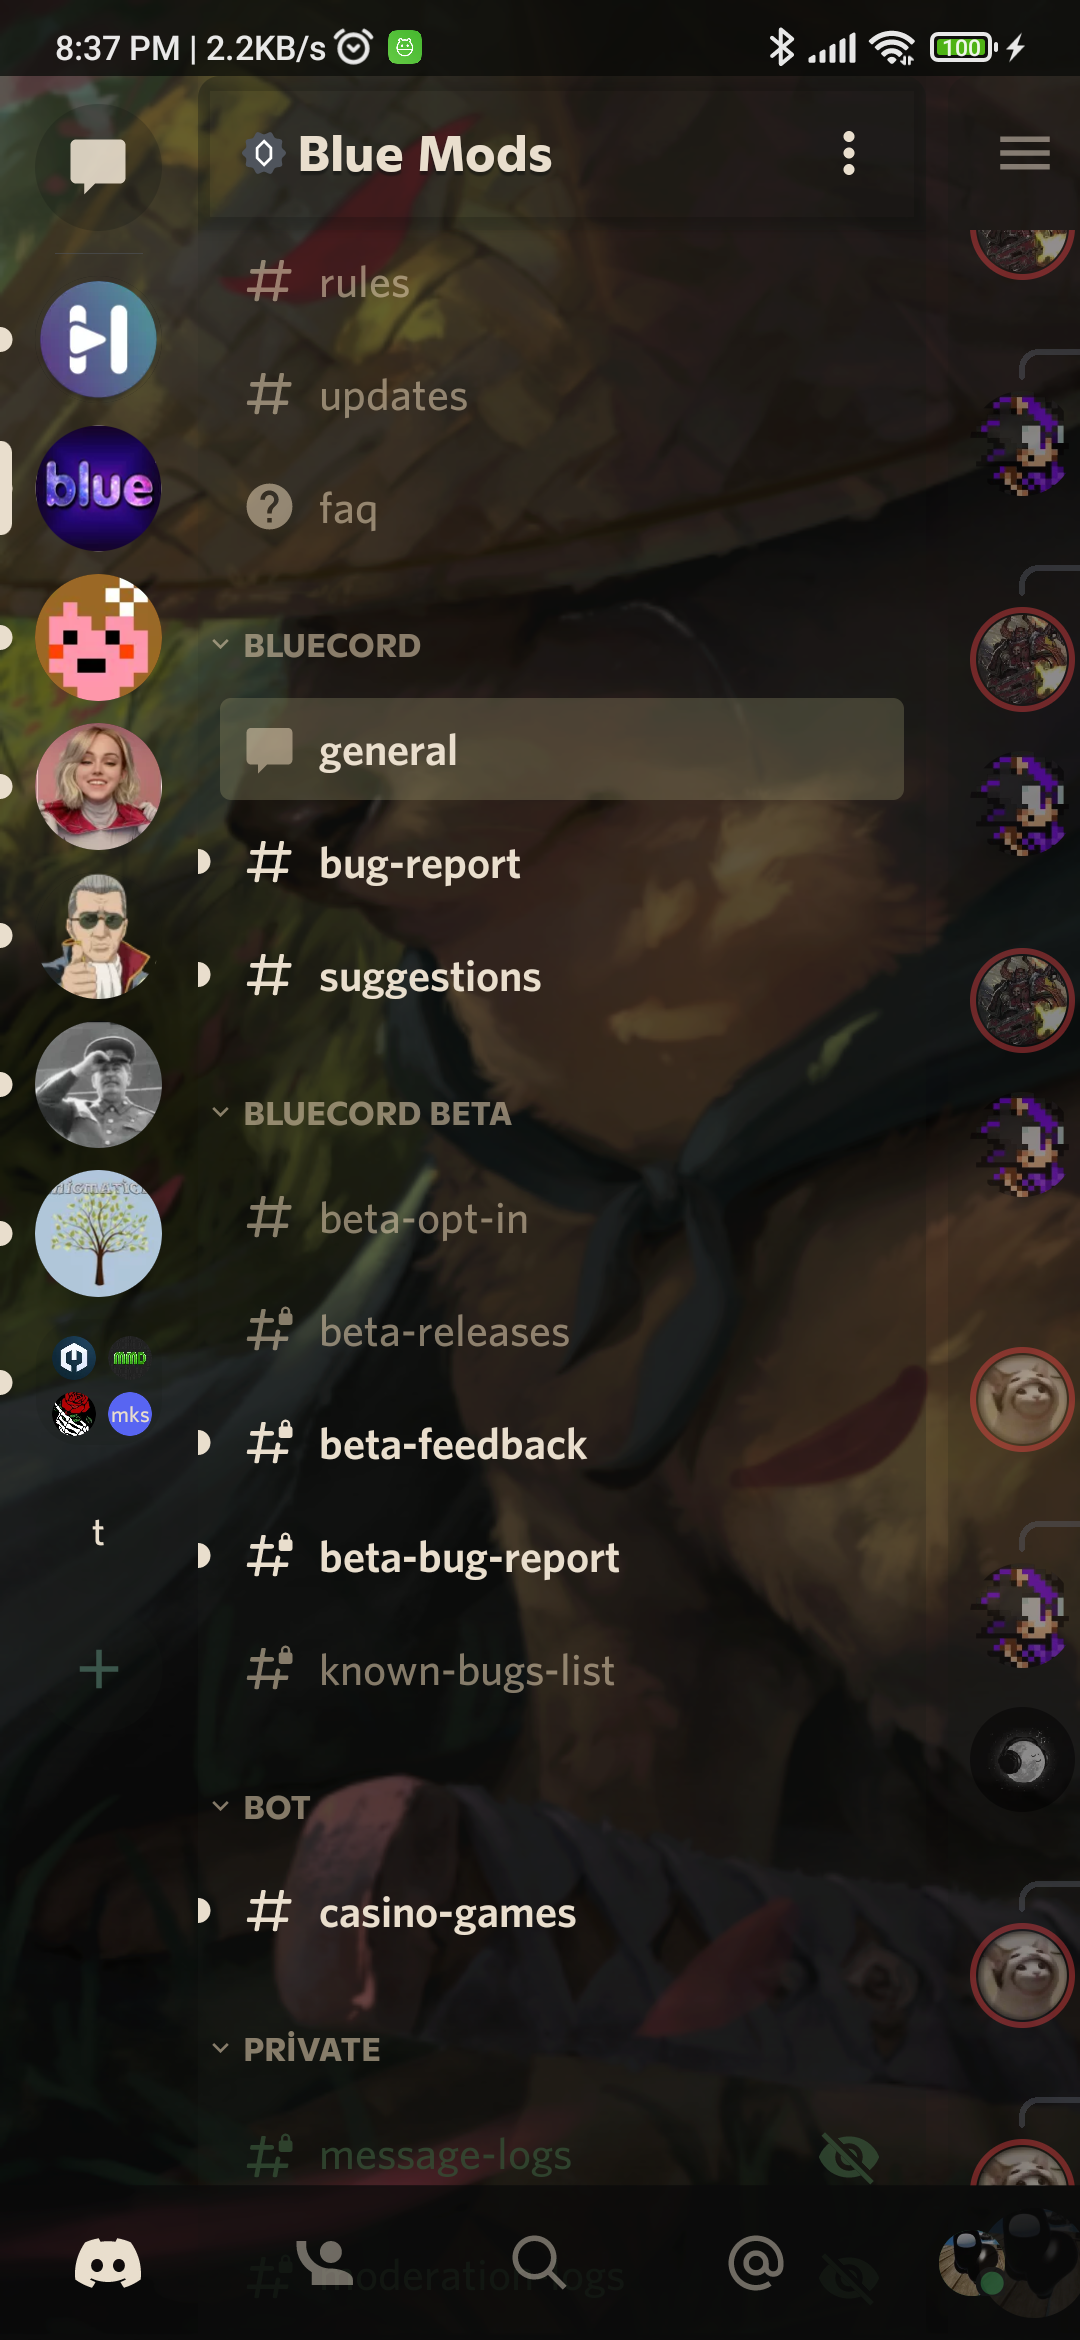 8:37 PM | 2.2KB/s
100
Blue Mods
rules
updates
faq
blue
BLUECORD
general
bug-report
suggestions
BLUECORD BETA
beta-opt-in
beta-releases
beta-feedback
mmd
mks
beta-bug-report
t
known-bugs-list
BOT
casino-games
PRİVATE
message-logs
moderation-logs